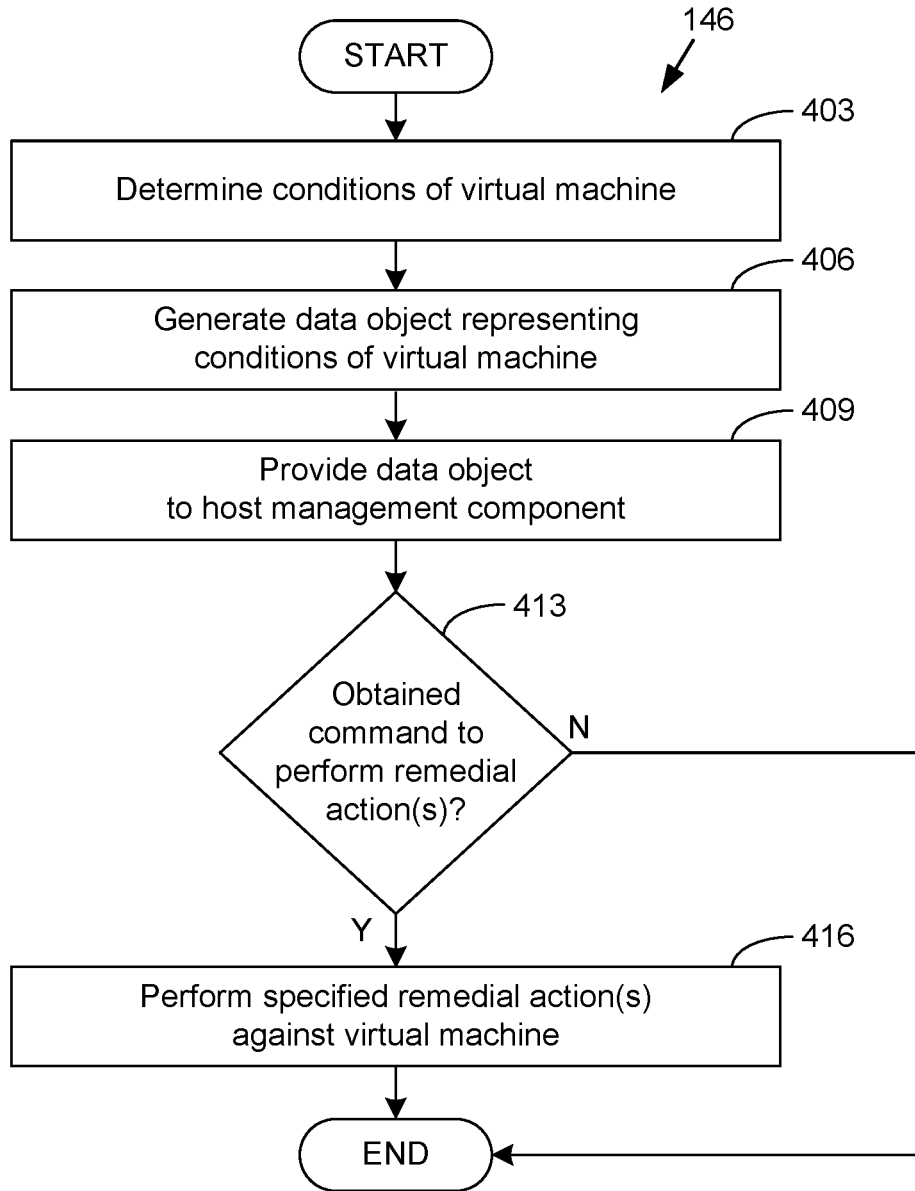 146
START
403
Determine conditions of virtual machine
406
Generate data object representing
conditions of virtual machine
409
Provide data object
to host management component
413
Obtained
command to
perform remedial
action(s)?
N
Y
416
Perform specified remedial action(s)
against virtual machine
END